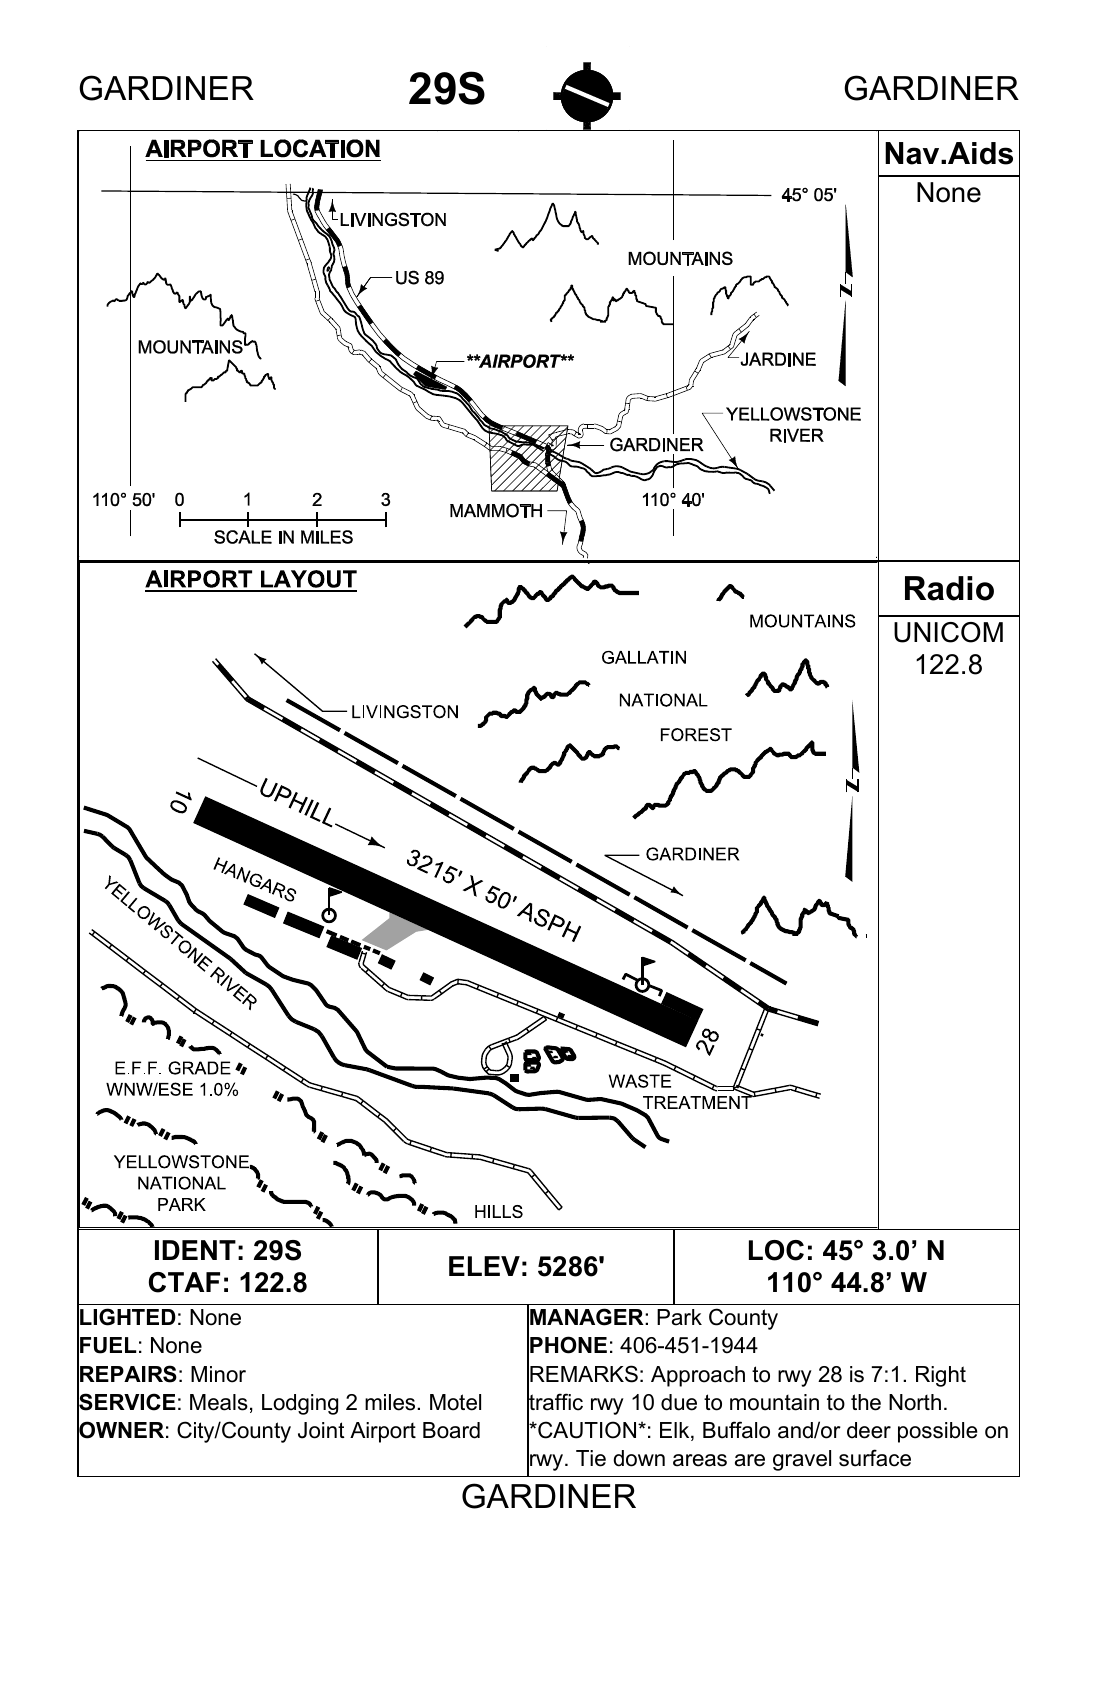 GARDINER 29S GARDINER
AIRPORT LOCATION
Nav.Aids
None
45° 05'
LIVINGSTON
MOUNTAINS
US 89
N
MOUNTAINS
**AIRPORT**
JARDINE
YELLOWSTONE
RIVER
GARDINER
110° 50' 0 1 2 3
110° 40'
MAMMOTH
SCALE IN MILES
AIRPORT LAYOUT
Radio
UNICOM
122.8
MOUNTAINS
GALLATIN
NATIONAL
FOREST
LIVINGSTON
N
10
UPHILL
3215' X 50' ASPH
GARDINER
HANGARS
YELLOWSTONE RIVER
28
E.F.F. GRADE
WNW/ESE 1.0%
WASTE
TREATMENT
YELLOWSTONE
NATIONAL
PARK
HILLS
IDENT: 29S
CTAF: 122.8
ELEV: 5286'
LOC: 45° 3.0’ N
110° 44.8’ W
LIGHTED: None
FUEL: None
REPAIRS: Minor
SERVICE: Meals, Lodging 2 miles. Motel
OWNER: City/County Joint Airport Board
MANAGER: Park County
PHONE: 406-451-1944
REMARKS: Approach to rwy 28 is 7:1. Right
traffic rwy 10 due to mountain to the North.
*CAUTION*: Elk, Buffalo and/or deer possible on
rwy. Tie down areas are gravel surface
GARDINER